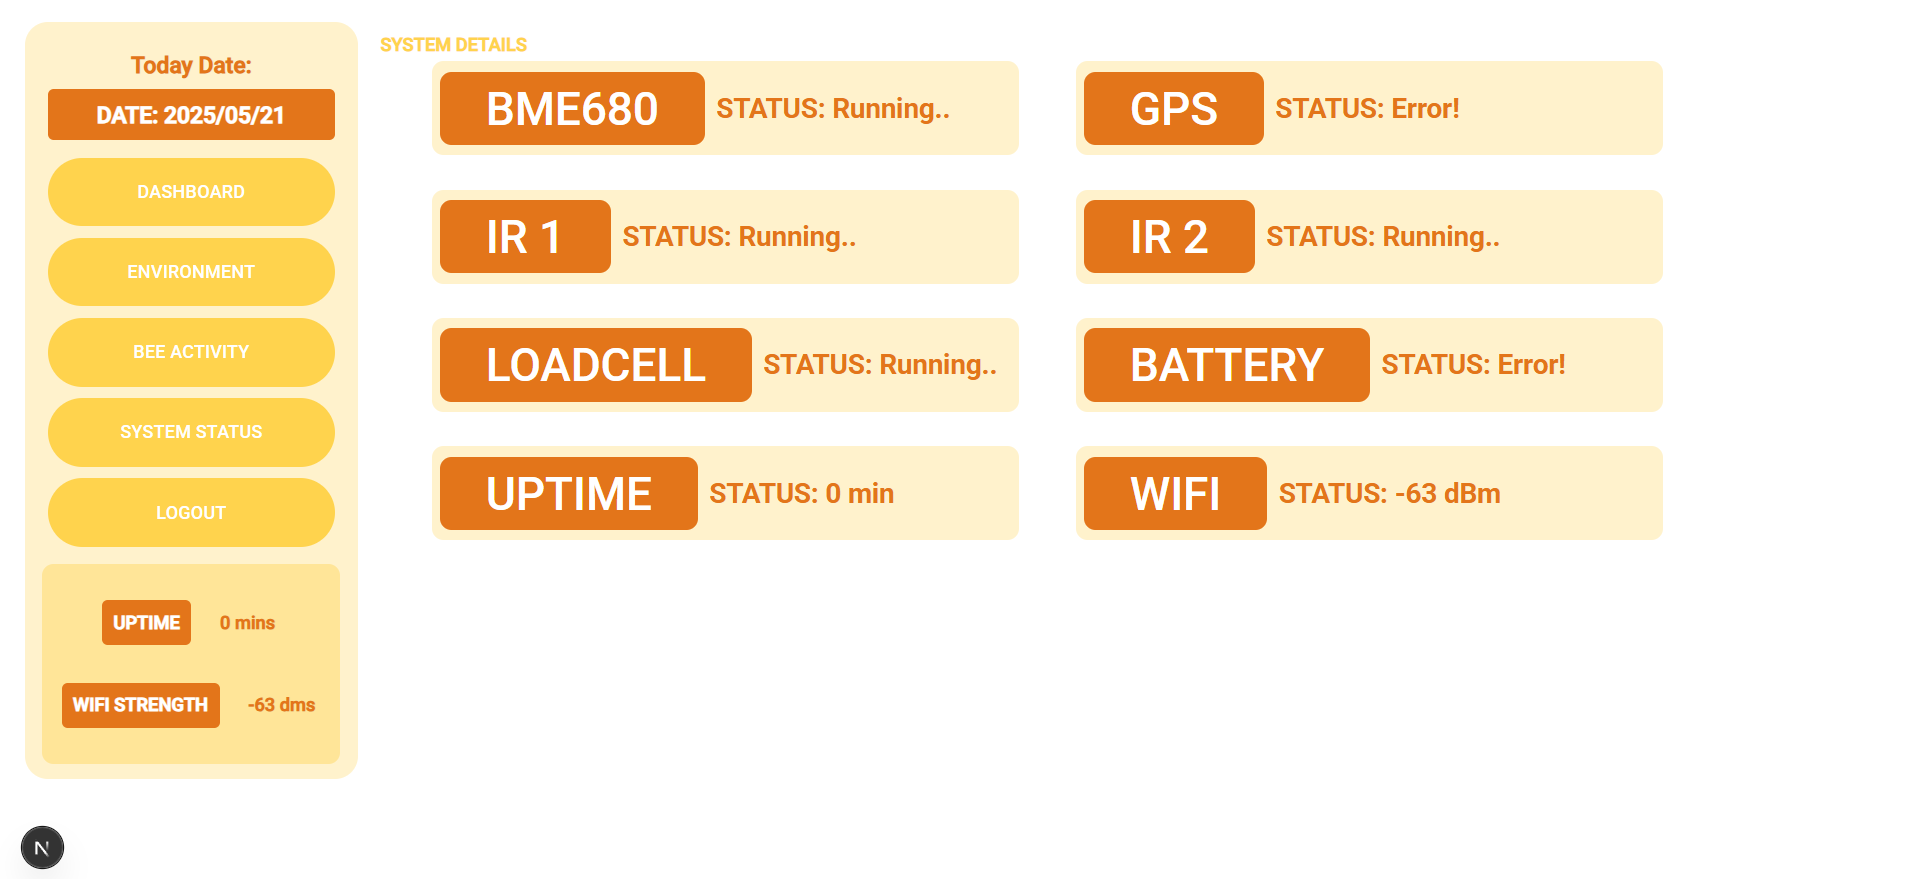 Today Date:
DATE: 2025/05/21
DASHBOARD
ENVIRONMENT
BEE ACTIVITY
SYSTEM STATUS
LOGOUT
UPTIME 0 mins
WIFI STRENGTH -63 dms
SYSTEM DETAILS
BME680 STATUS: Running..
GPS STATUS: Error!
IR 1 STATUS: Running..
IR 2 STATUS: Running..
LOADCELL STATUS: Running..
BATTERY STATUS: Error!
UPTIME STATUS: 0 min
WIFI STATUS: -63 dBm
N